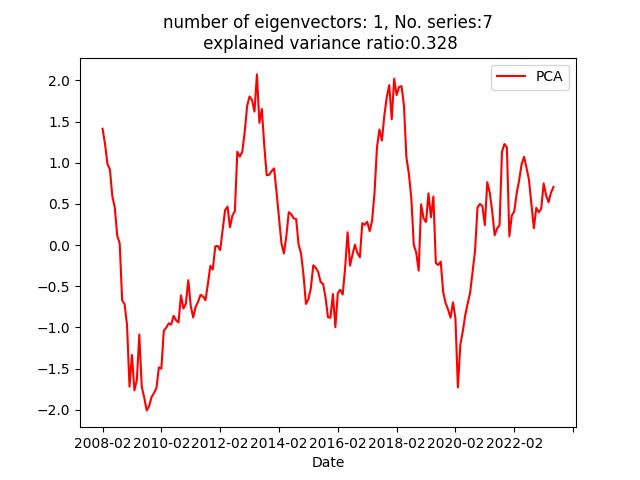 number of eigenvectors: 1, No. series:7
explained variance ratio:0.328
PCA
2.0
1.5
1.0
0.5
0.0
−0.5
−1.0
−1.5
−2.0
2008-02 2010-02 2012-02 2014-02 2016-02 2018-02 2020-02 2022-02
Date